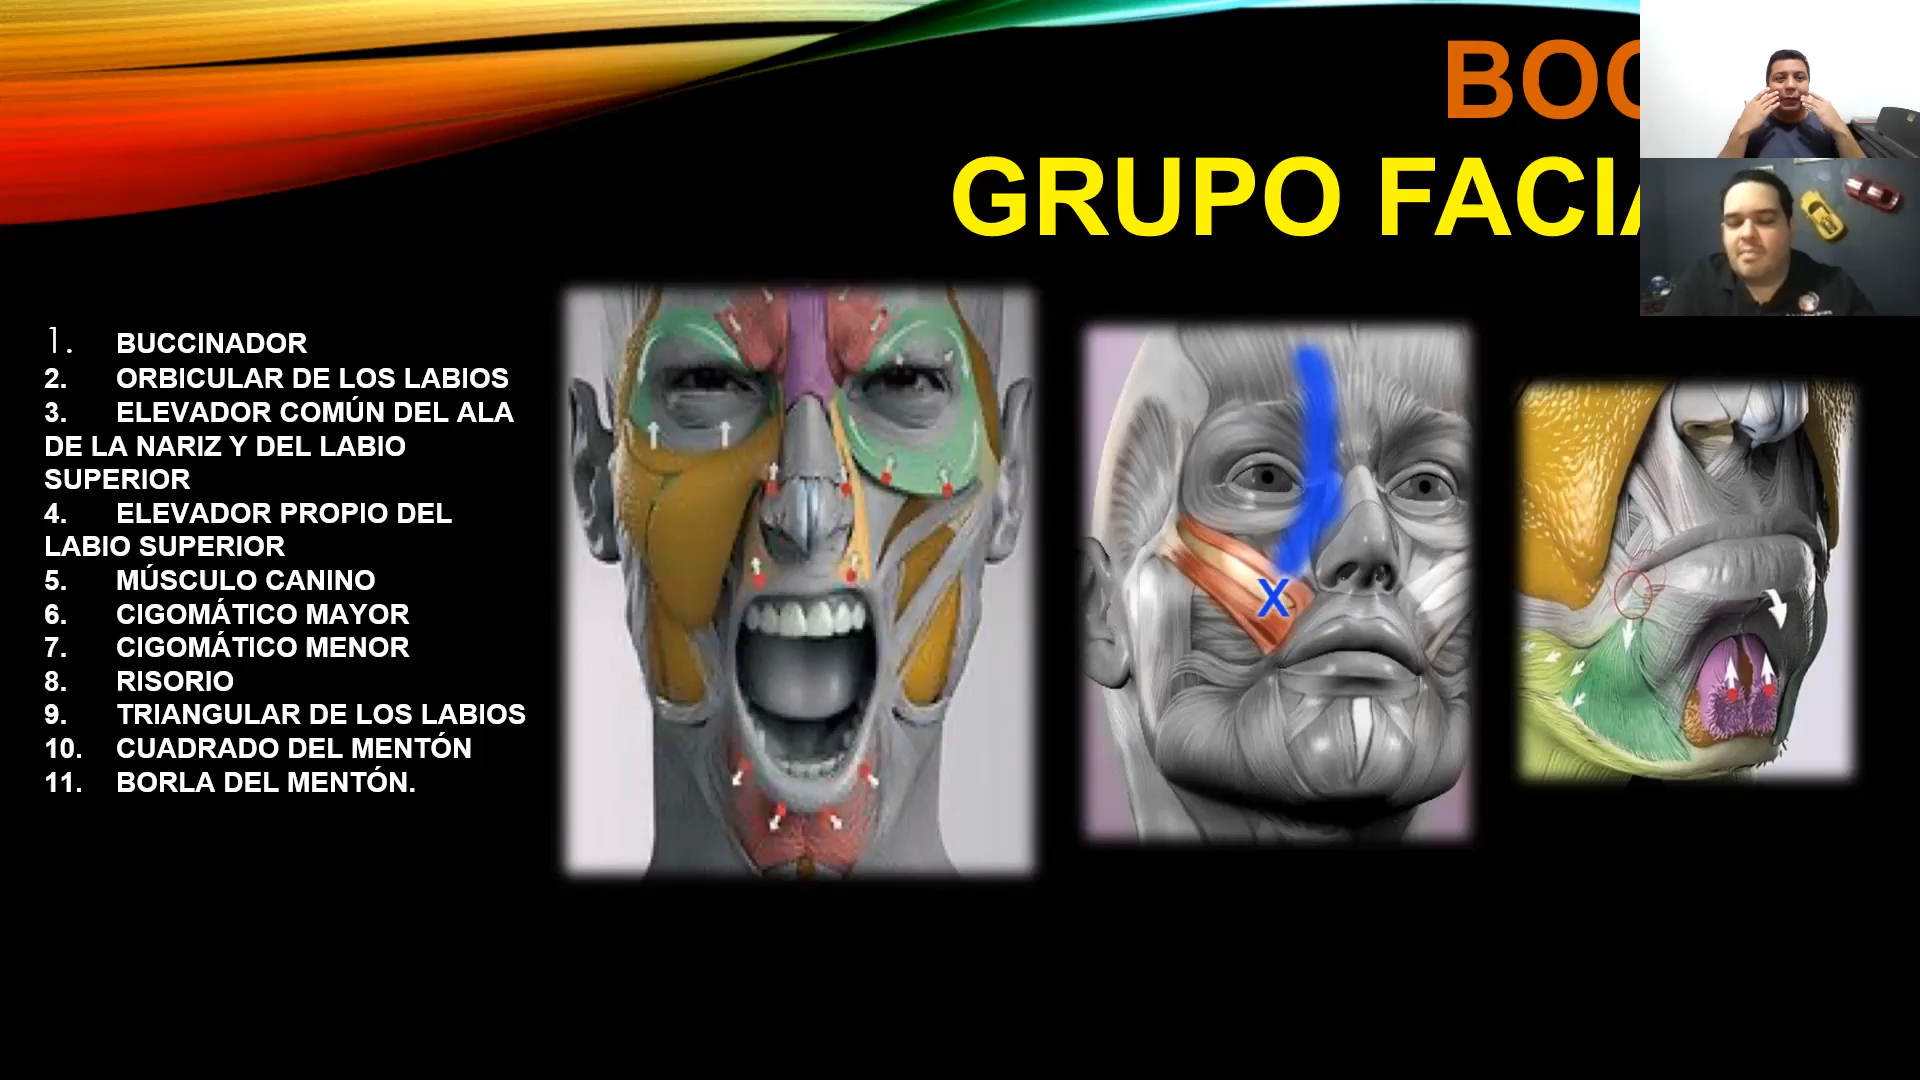 BOC
GRUPO FACIA
1. BUCCINADOR
2. ORBICULAR DE LOS LABIOS
3. ELEVADOR COMÚN DEL ALA
DE LA NARIZ Y DEL LABIO
SUPERIOR
4. ELEVADOR PROPIO DEL
LABIO SUPERIOR
5. MÚSCULO CANINO
6. CIGOMÁTICO MAYOR
7. CIGOMÁTICO MENOR
8. RISORIO
9. TRIANGULAR DE LOS LABIOS
10. CUADRADO DEL MENTÓN
11. BORLA DEL MENTÓN.
X